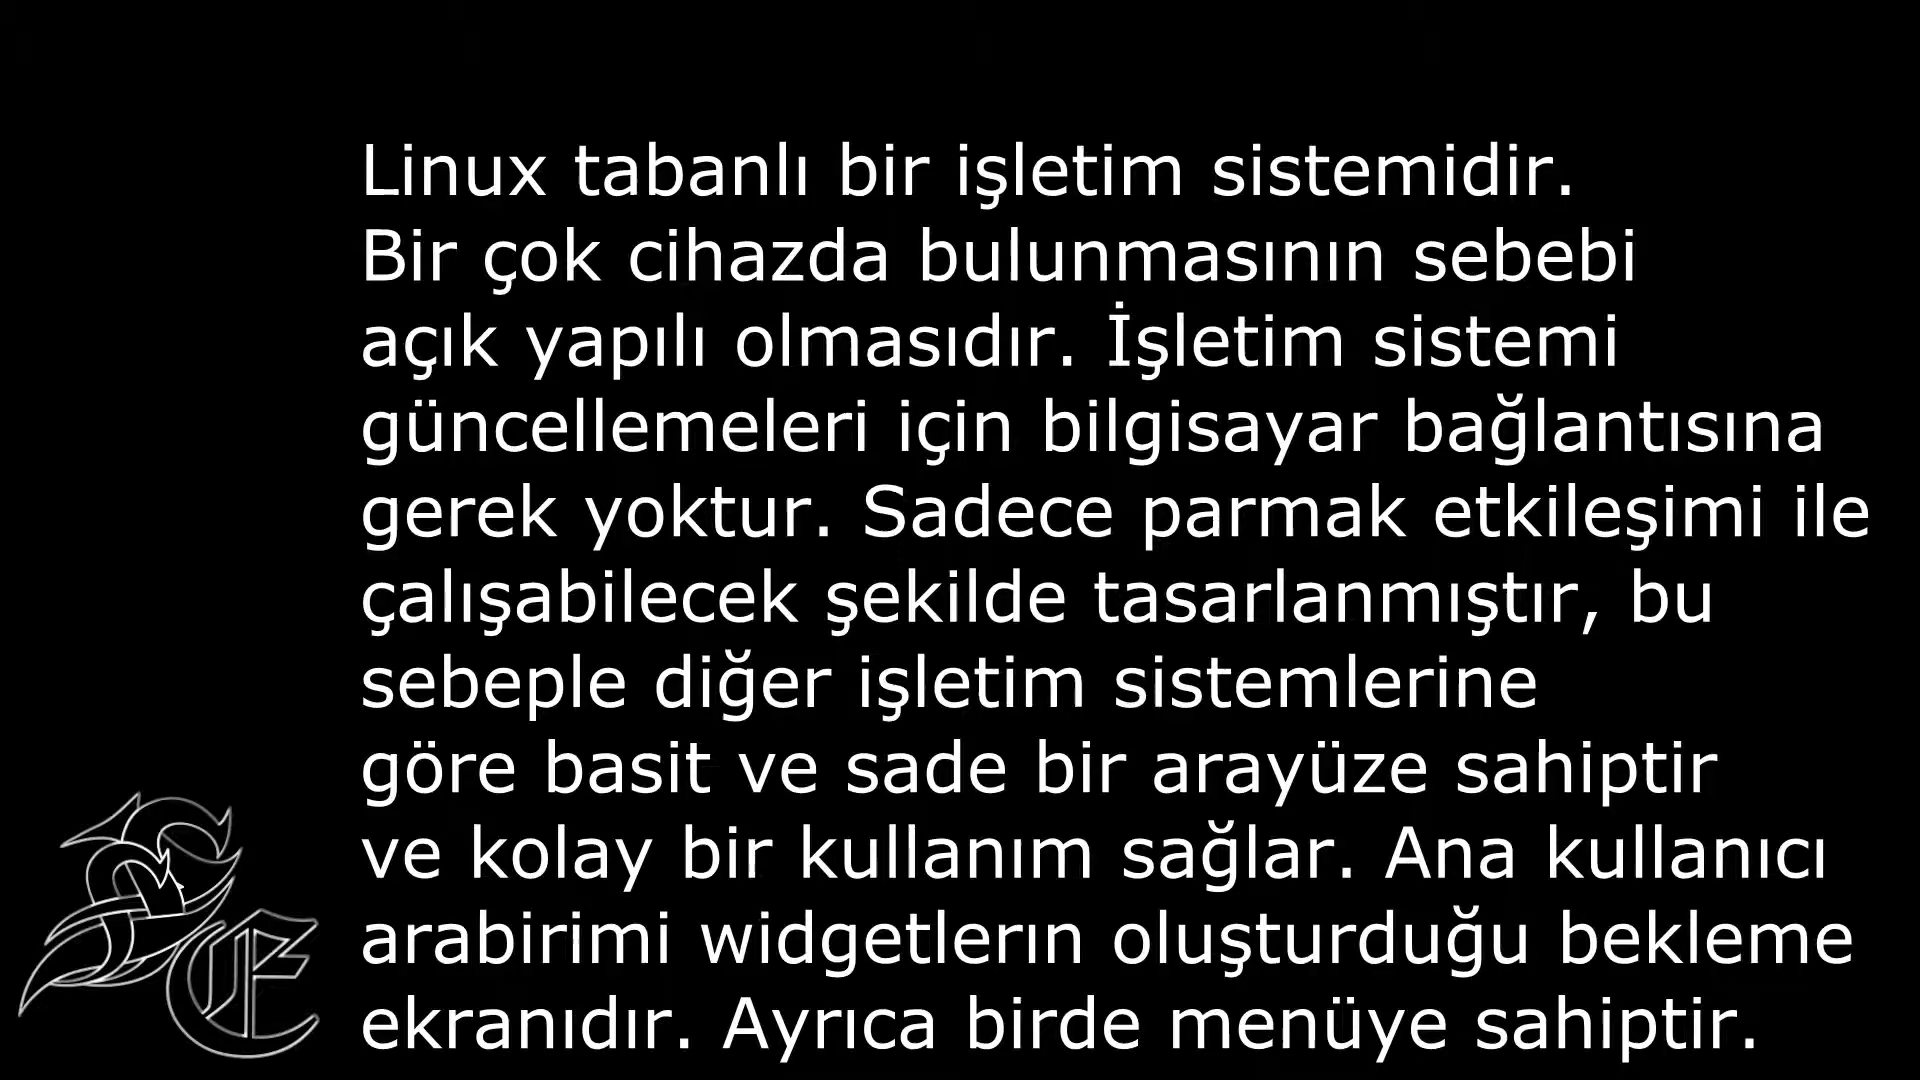 Linux tabanlı bir işletim sistemidir.
Bir çok cihazda bulunmasının sebebi
açık yapılı olmasıdır. İşletim sistemi
güncellemeleri için bilgisayar bağlantısına
gerek yoktur. Sadece parmak etkileşimi ile
çalışabilecek şekilde tasarlanmıştır, bu
sebeple diğer işletim sistemlerine
göre basit ve sade bir arayüze sahiptir
ve kolay bir kullanım sağlar. Ana kullanıcı
arabirimi widgetlerın oluşturduğu bekleme
ekranıdır. Ayrıca birde menüye sahiptir.